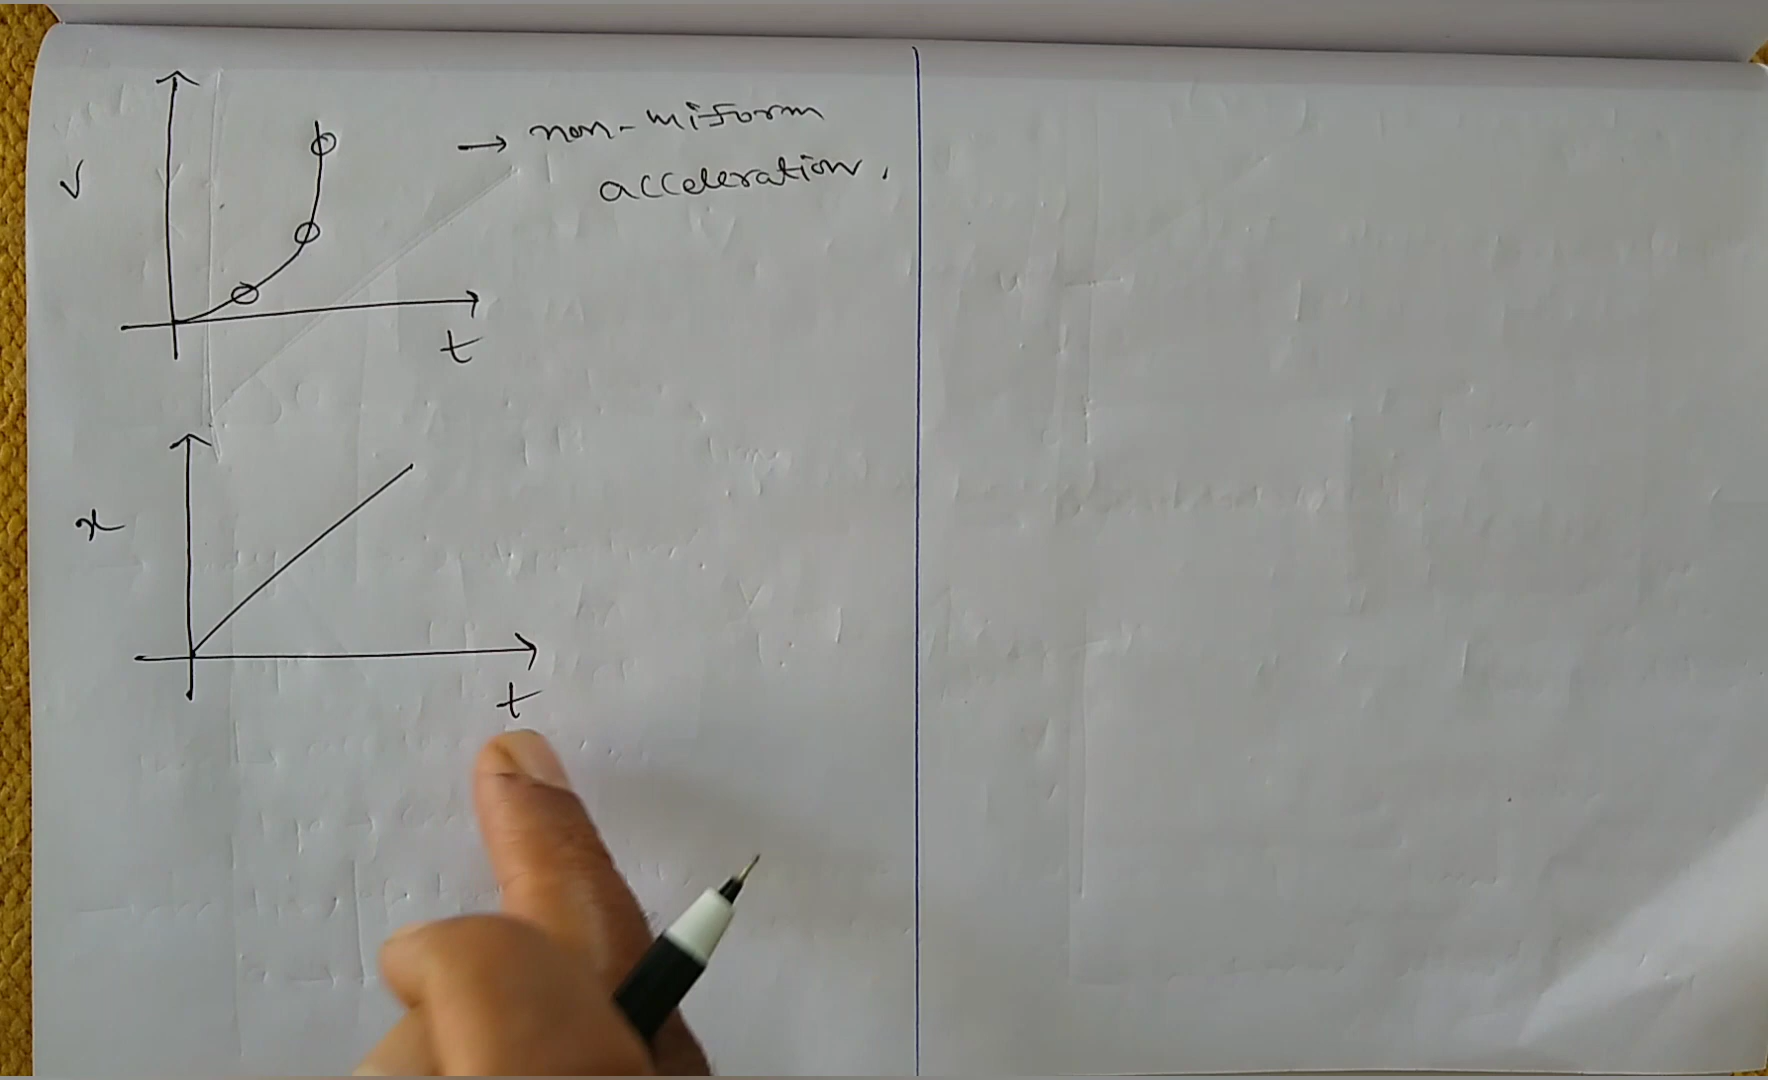 → non-uniform
acceleration.
v
t
x
t